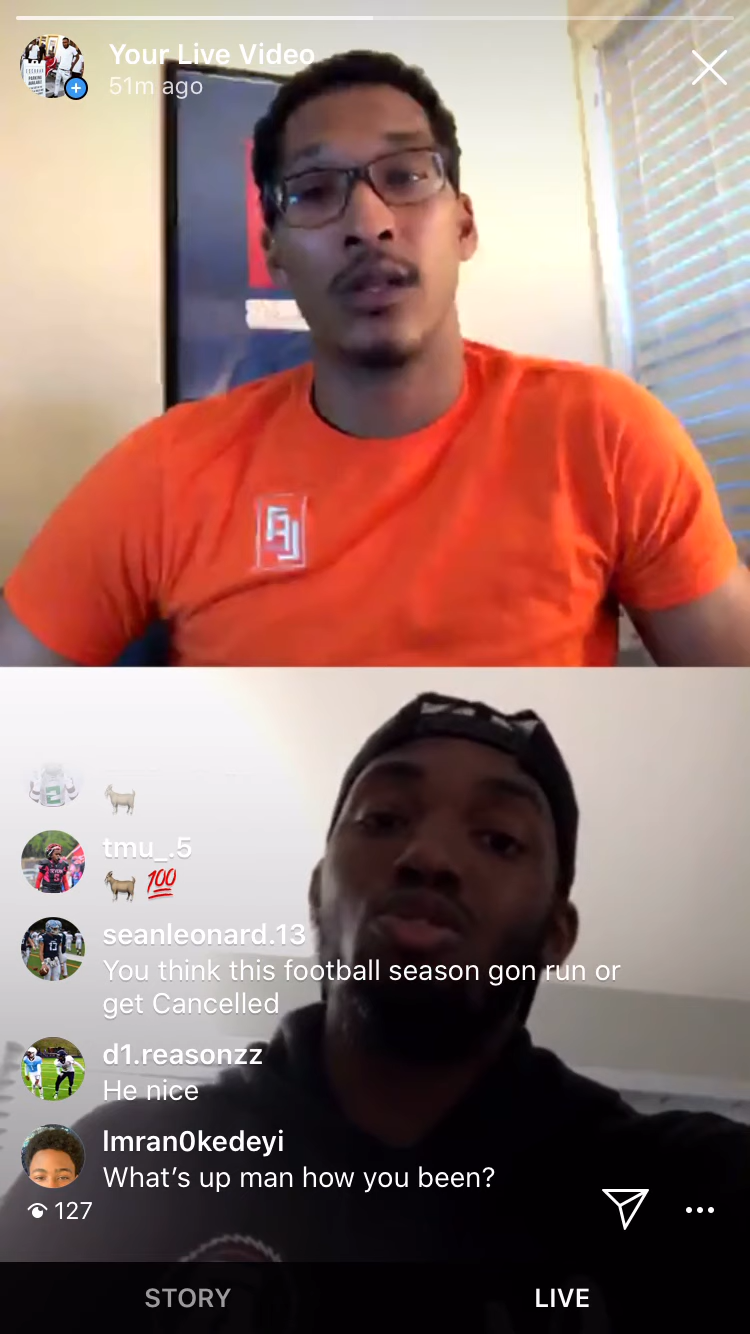 Your Live Video
51m ago
tmu_.5
💯
seanleonard.13
You think this football season gon run or
get Cancelled
d1.reasonzz
He nice
Imran0kedeyi
What's up man how you been?
127
STORY
LIVE